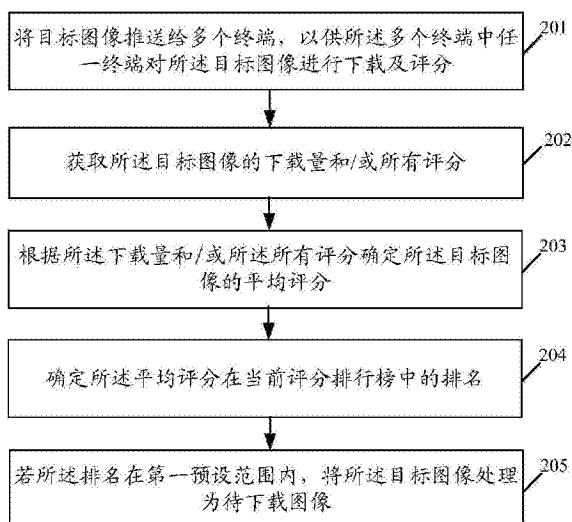 将目标图像推送给多个终端，以供所述多个终端中任
一终端对所述目标图像进行下载及评分
201
获取所述目标图像的下载量和/或所有评分
202
根据所述下载量和/或所述所有评分确定所述目标图
像的平均评分
203
确定所述平均评分在当前评分排行榜中的排名
204
若所述排名在第一预设范围内，将所述目标图像处理
为待下载图像
205